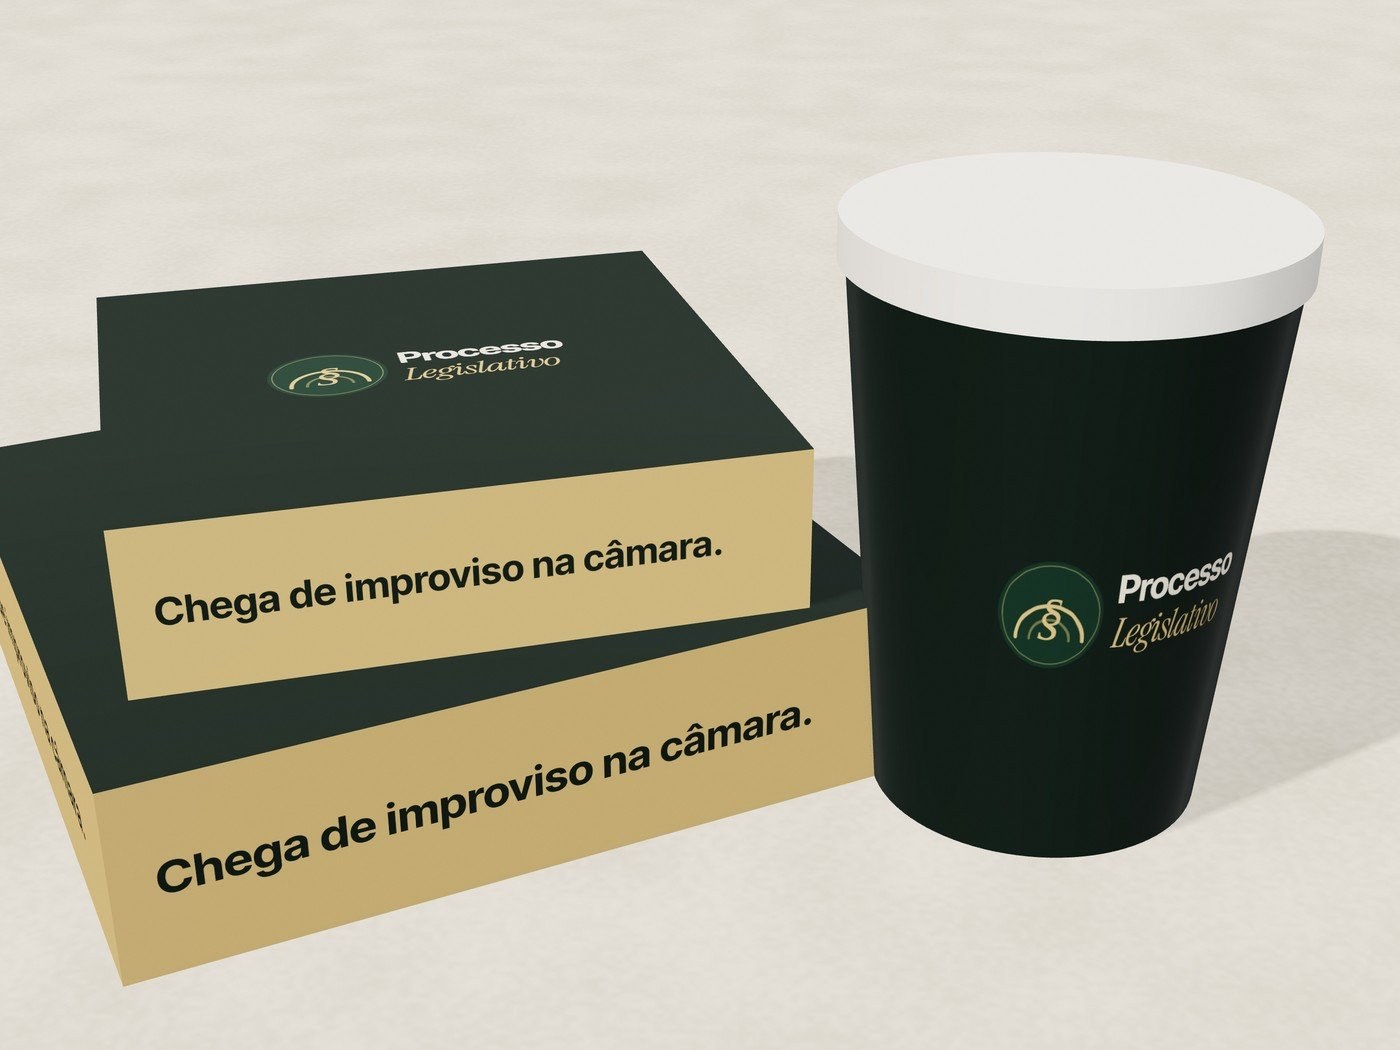 Processo
Legislativo
Chega de improviso na câmara.
Chega de improviso na câmara.
Processo
Legislativo